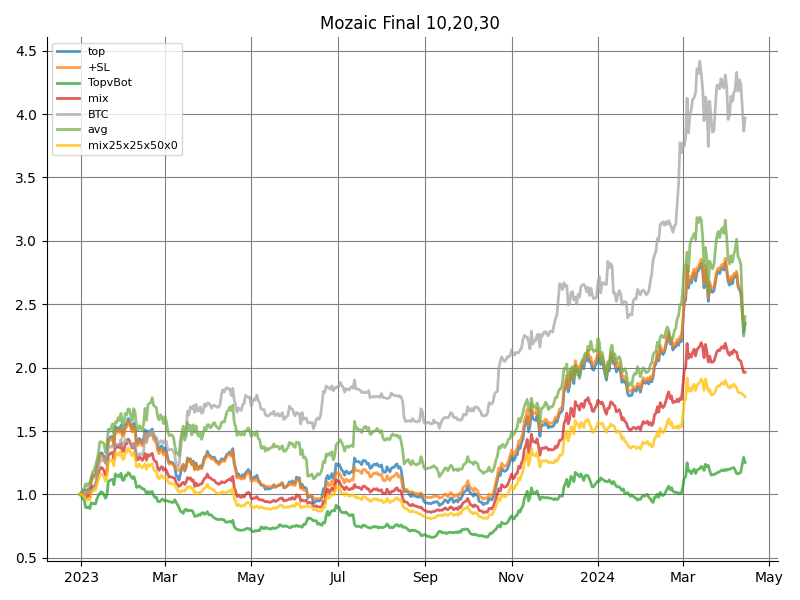 Mozaic Final 10,20,30
top
+SL
TopvBot
mix
BTC
avg
mix25x25x50x0
4.5
4.0
3.5
3.0
2.5
2.0
1.5
1.0
0.5
2023 Mar May Jul Sep Nov 2024 Mar May